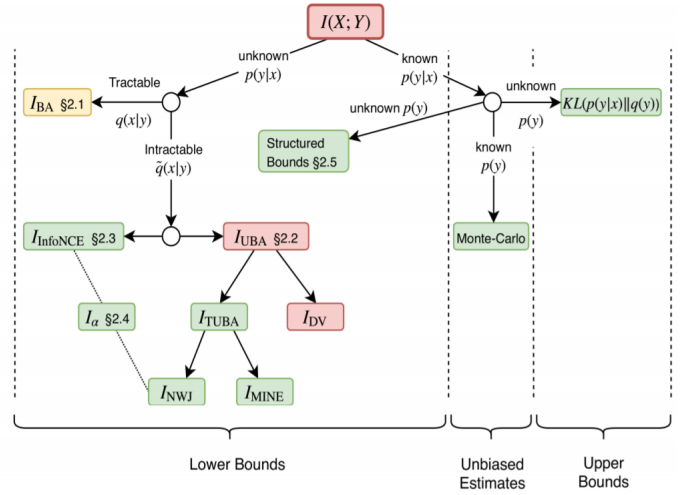 I(X; Y)
unknown
p(y|x)
known
p(y|x)
Tractable
I_BA §2.1
q(x|y)
unknown p(y)
unknown
p(y)
KL(p(y|x)||q(y))
Intractable
q̃(x|y)
Structured
Bounds §2.5
known
p(y)
I_InfoNCE §2.3
I_UBA §2.2
Monte-Carlo
I_α §2.4
I_TUBA
I_DV
I_NWJ
I_MINE
Lower Bounds
Unbiased
Estimates
Upper
Bounds